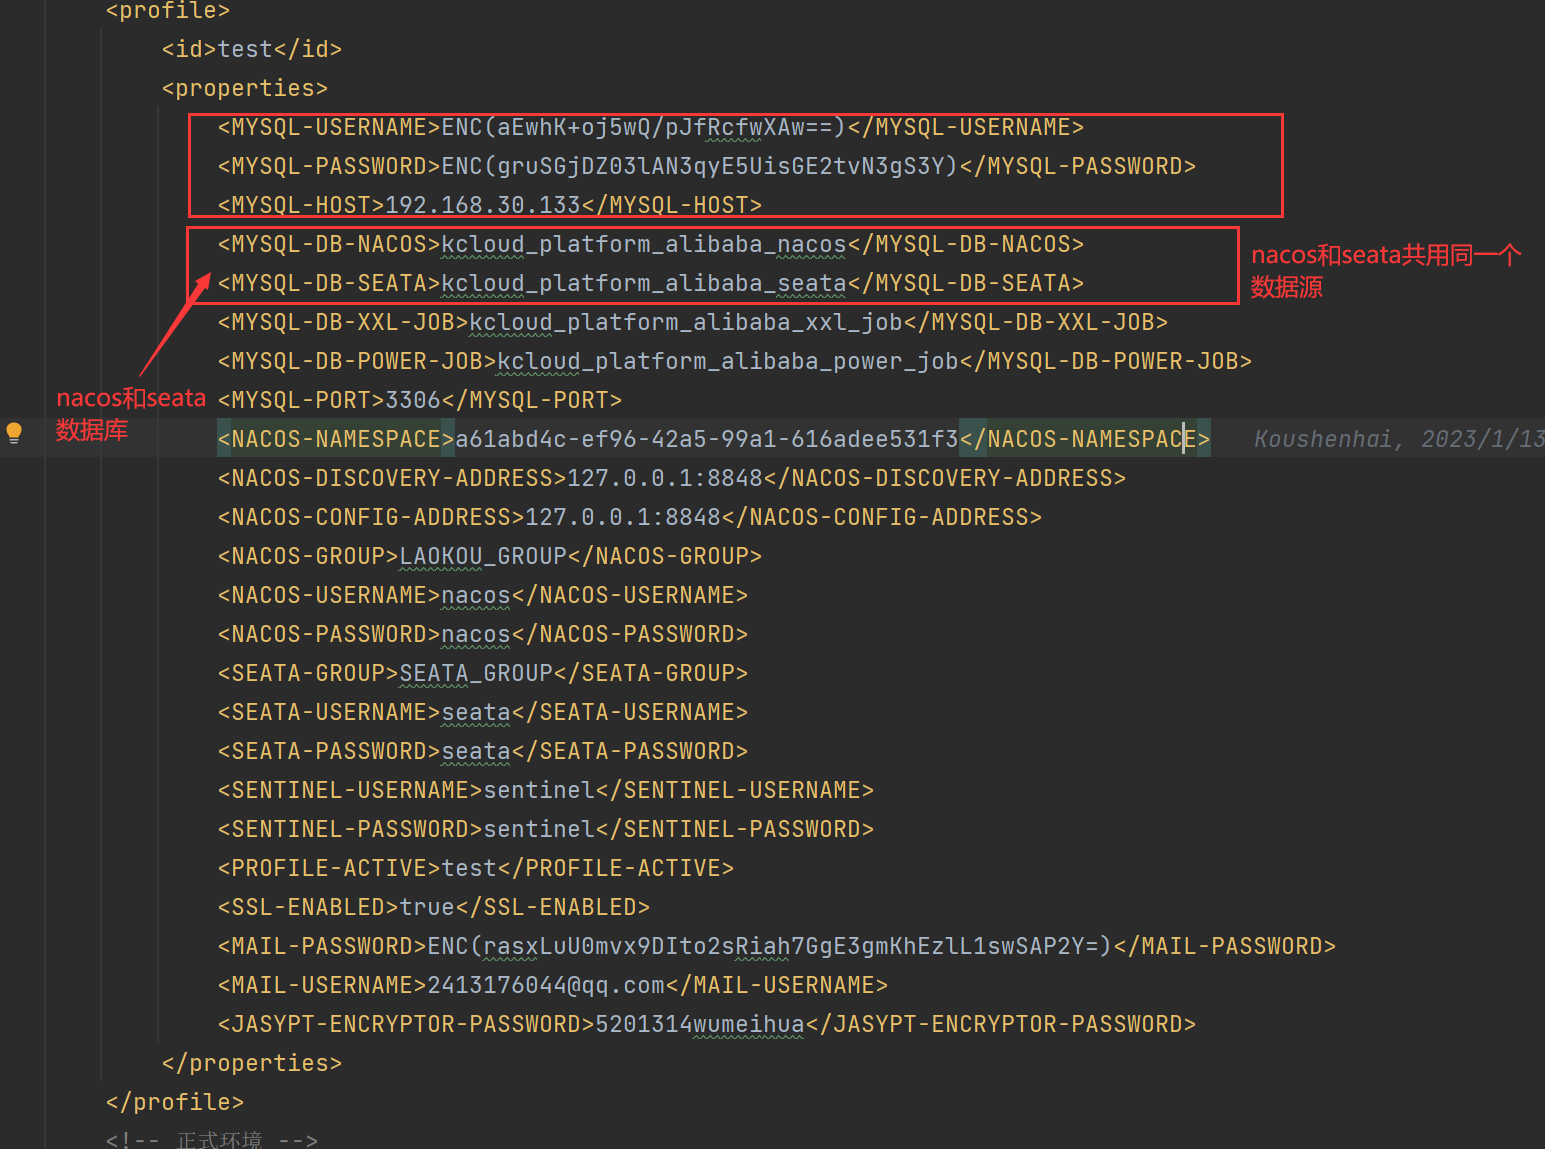 <profile>
<id>test</id>
<properties>
<MYSQL-USERNAME>ENC(aEwhK+oj5wQ/pJfRcfwXAw==)</MYSQL-USERNAME>
<MYSQL-PASSWORD>ENC(gruSGjDZ03lAN3qyE5UisGE2tvN3gS3Y)</MYSQL-PASSWORD>
<MYSQL-HOST>192.168.30.133</MYSQL-HOST>
<MYSQL-DB-NACOS>kcloud_platform_alibaba_nacos</MYSQL-DB-NACOS>
<MYSQL-DB-SEATA>kcloud_platform_alibaba_seata</MYSQL-DB-SEATA>
nacos和seata共用同一个
数据源
<MYSQL-DB-XXL-JOB>kcloud_platform_alibaba_xxl_job</MYSQL-DB-XXL-JOB>
<MYSQL-DB-POWER-JOB>kcloud_platform_alibaba_power_job</MYSQL-DB-POWER-JOB>
nacos和seata
数据库
<MYSQL-PORT>3306</MYSQL-PORT>
<NACOS-NAMESPACE>a61abd4c-ef96-42a5-99a1-616adee531f3</NACOS-NAMESPACE> Koushenhai, 2023/1/13
<NACOS-DISCOVERY-ADDRESS>127.0.0.1:8848</NACOS-DISCOVERY-ADDRESS>
<NACOS-CONFIG-ADDRESS>127.0.0.1:8848</NACOS-CONFIG-ADDRESS>
<NACOS-GROUP>LAOKOU_GROUP</NACOS-GROUP>
<NACOS-USERNAME>nacos</NACOS-USERNAME>
<NACOS-PASSWORD>nacos</NACOS-PASSWORD>
<SEATA-GROUP>SEATA_GROUP</SEATA-GROUP>
<SEATA-USERNAME>seata</SEATA-USERNAME>
<SEATA-PASSWORD>seata</SEATA-PASSWORD>
<SENTINEL-USERNAME>sentinel</SENTINEL-USERNAME>
<SENTINEL-PASSWORD>sentinel</SENTINEL-PASSWORD>
<PROFILE-ACTIVE>test</PROFILE-ACTIVE>
<SSL-ENABLED>true</SSL-ENABLED>
<MAIL-PASSWORD>ENC(rasxLuU0mvx9DIto2sRiah7GgE3gmKhEzlL1swSAP2Y=)</MAIL-PASSWORD>
<MAIL-USERNAME>2413176044@qq.com</MAIL-USERNAME>
<JASYPT-ENCRYPTOR-PASSWORD>5201314wumeihua</JASYPT-ENCRYPTOR-PASSWORD>
</properties>
</profile>
<!-- 正式环境 -->